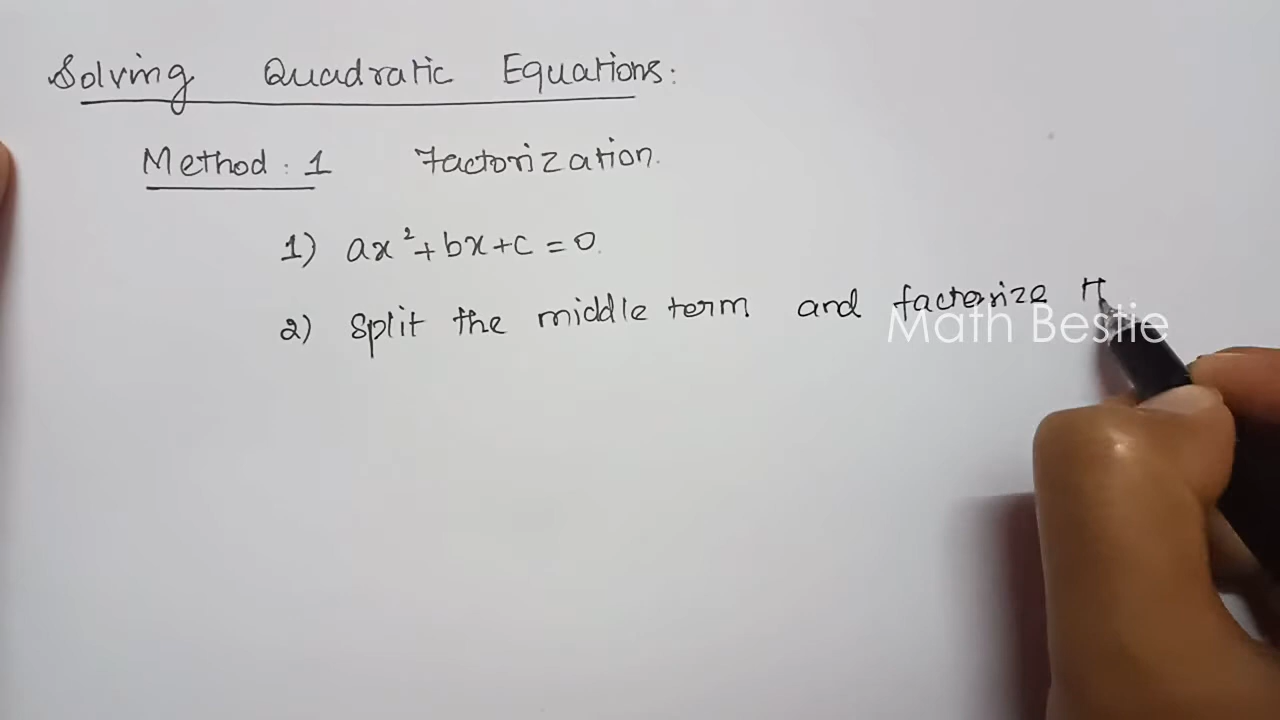 Solving Quadratic Equations:
Method : 1 Factorization.
1) ax²+bx+c=0.
2) Split the middle term and factorize it
Math Bestie